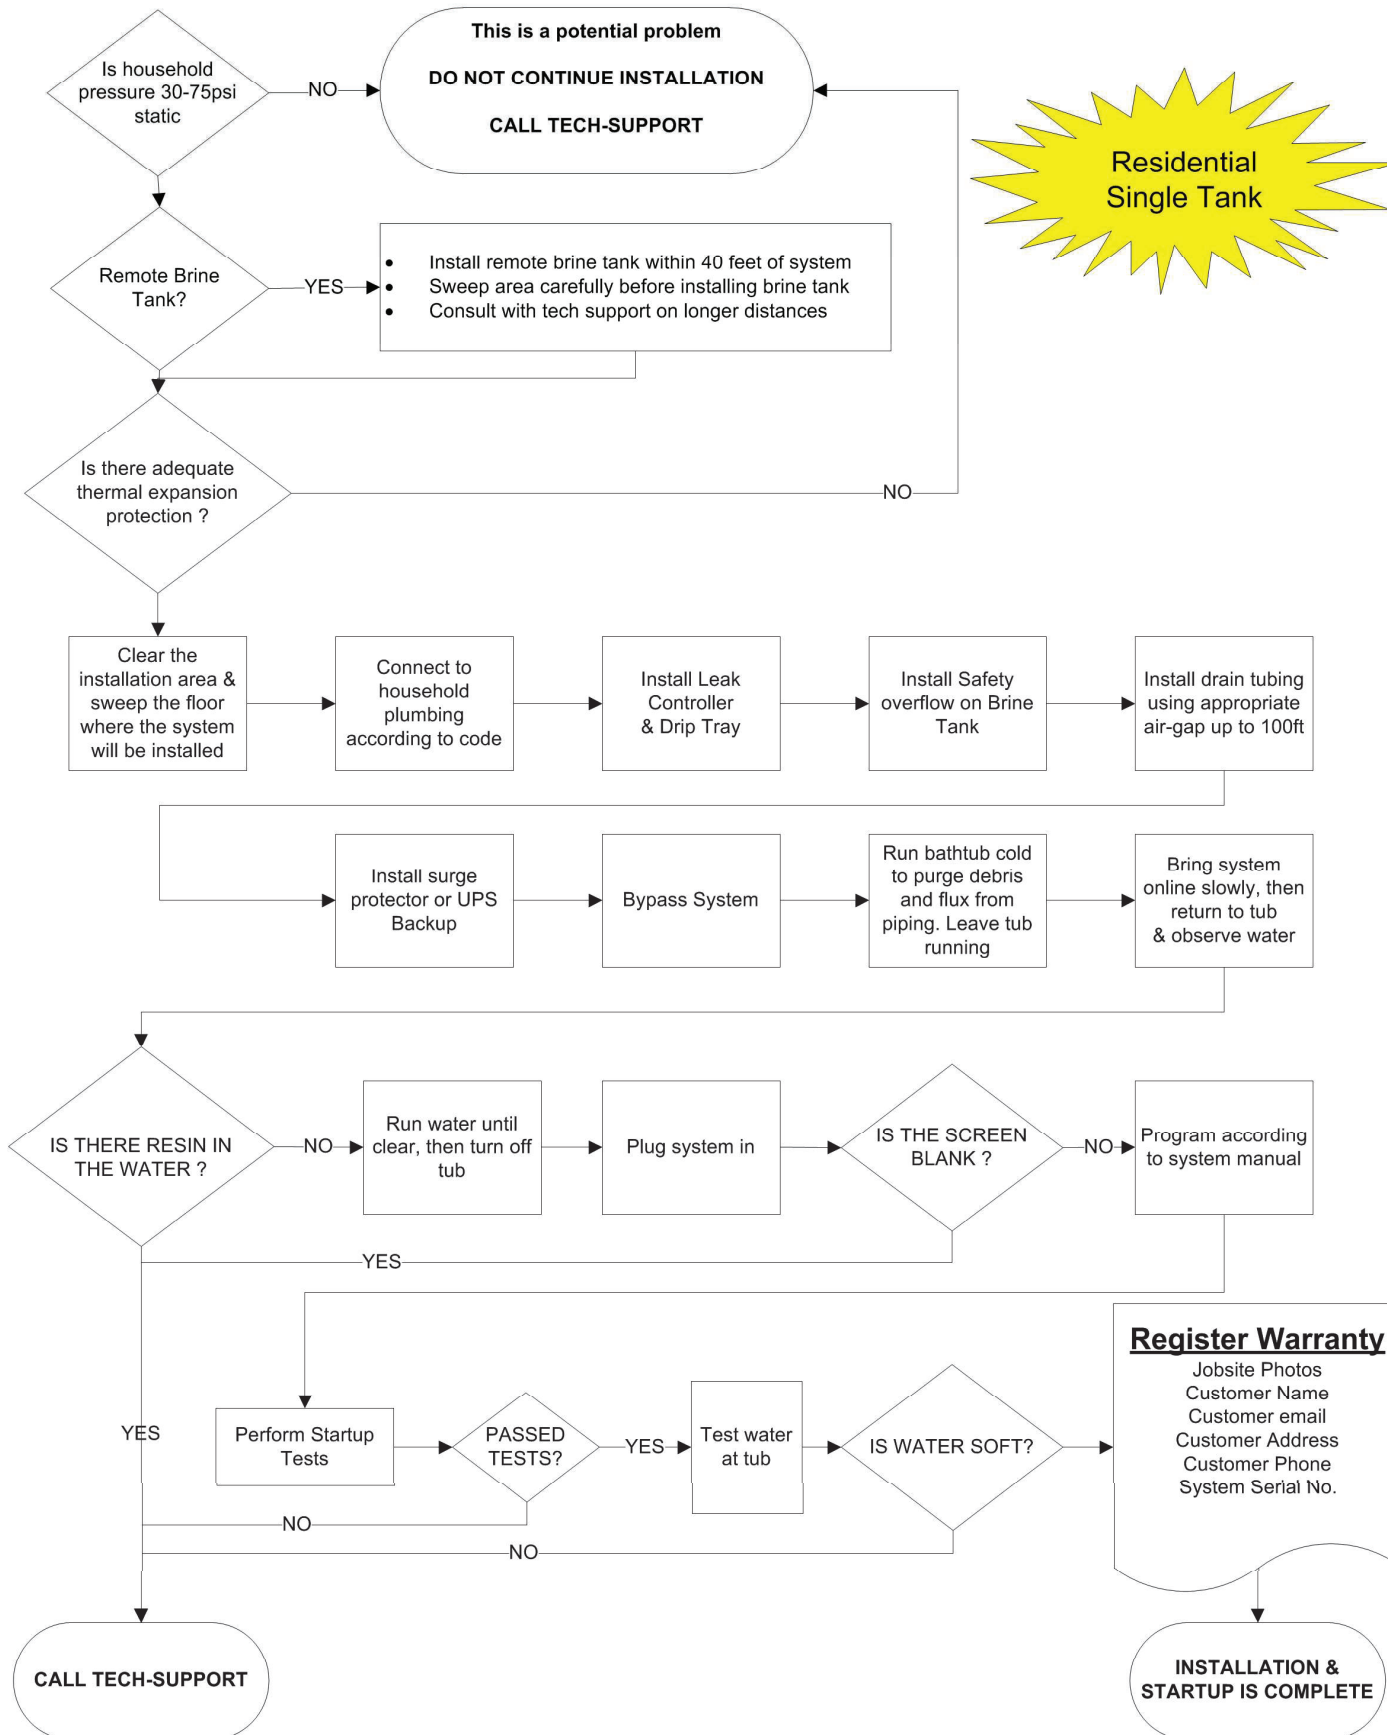 Is household
pressure 30-75psi
static
NO
This is a potential problem
DO NOT CONTINUE INSTALLATION
CALL TECH-SUPPORT
Residential
Single Tank
Remote Brine
Tank?
YES
• Install remote brine tank within 40 feet of system
• Sweep area carefully before installing brine tank
• Consult with tech support on longer distances
Is there adequate
thermal expansion
protection ?
NO
Clear the
installation area &
sweep the floor
where the system
will be installed
Connect to
household
plumbing
according to code
Install Leak
Controller
& Drip Tray
Install Safety
overflow on Brine
Tank
Install drain tubing
using appropriate
air-gap up to 100ft
Install surge
protector or UPS
Backup
Bypass System
Run bathtub cold
to purge debris
and flux from
piping. Leave tub
running
Bring system
online slowly, then
return to tub
& observe water
IS THERE RESIN IN
THE WATER ?
NO
Run water until
clear, then turn off
tub
Plug system in
IS THE SCREEN
BLANK ?
NO
Program according
to system manual
YES
YES
Perform Startup
Tests
PASSED
TESTS?
YES
Test water
at tub
IS WATER SOFT?
Register Warranty
Jobsite Photos
Customer Name
Customer email
Customer Address
Customer Phone
System Serial No.
NO
NO
CALL TECH-SUPPORT
INSTALLATION &
STARTUP IS COMPLETE